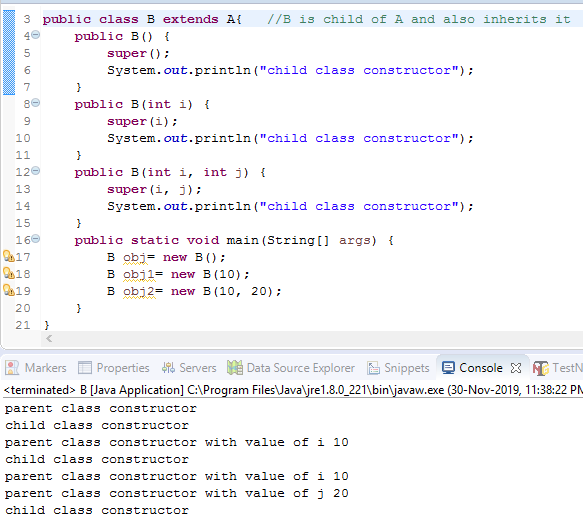 3 public class B extends A{ //B is child of A and also inherits it
4 public B() {
5 super();
6 System.out.println("child class constructor");
7 }
8 public B(int i) {
9 super(i);
10 System.out.println("child class constructor");
11 }
12 public B(int i, int j) {
13 super(i, j);
14 System.out.println("child class constructor");
15 }
16 public static void main(String[] args) {
17 B obj= new B();
18 B obj1= new B(10);
19 B obj2= new B(10, 20);
20 }
21 }
Markers Properties Servers Data Source Explorer Snippets Console TestN
<terminated> B [Java Application] C:\Program Files\Java\jre1.8.0_221\bin\javaw.exe (30-Nov-2019, 11:38:22 PM
parent class constructor
child class constructor
parent class constructor with value of i 10
child class constructor
parent class constructor with value of i 10
parent class constructor with value of j 20
child class constructor